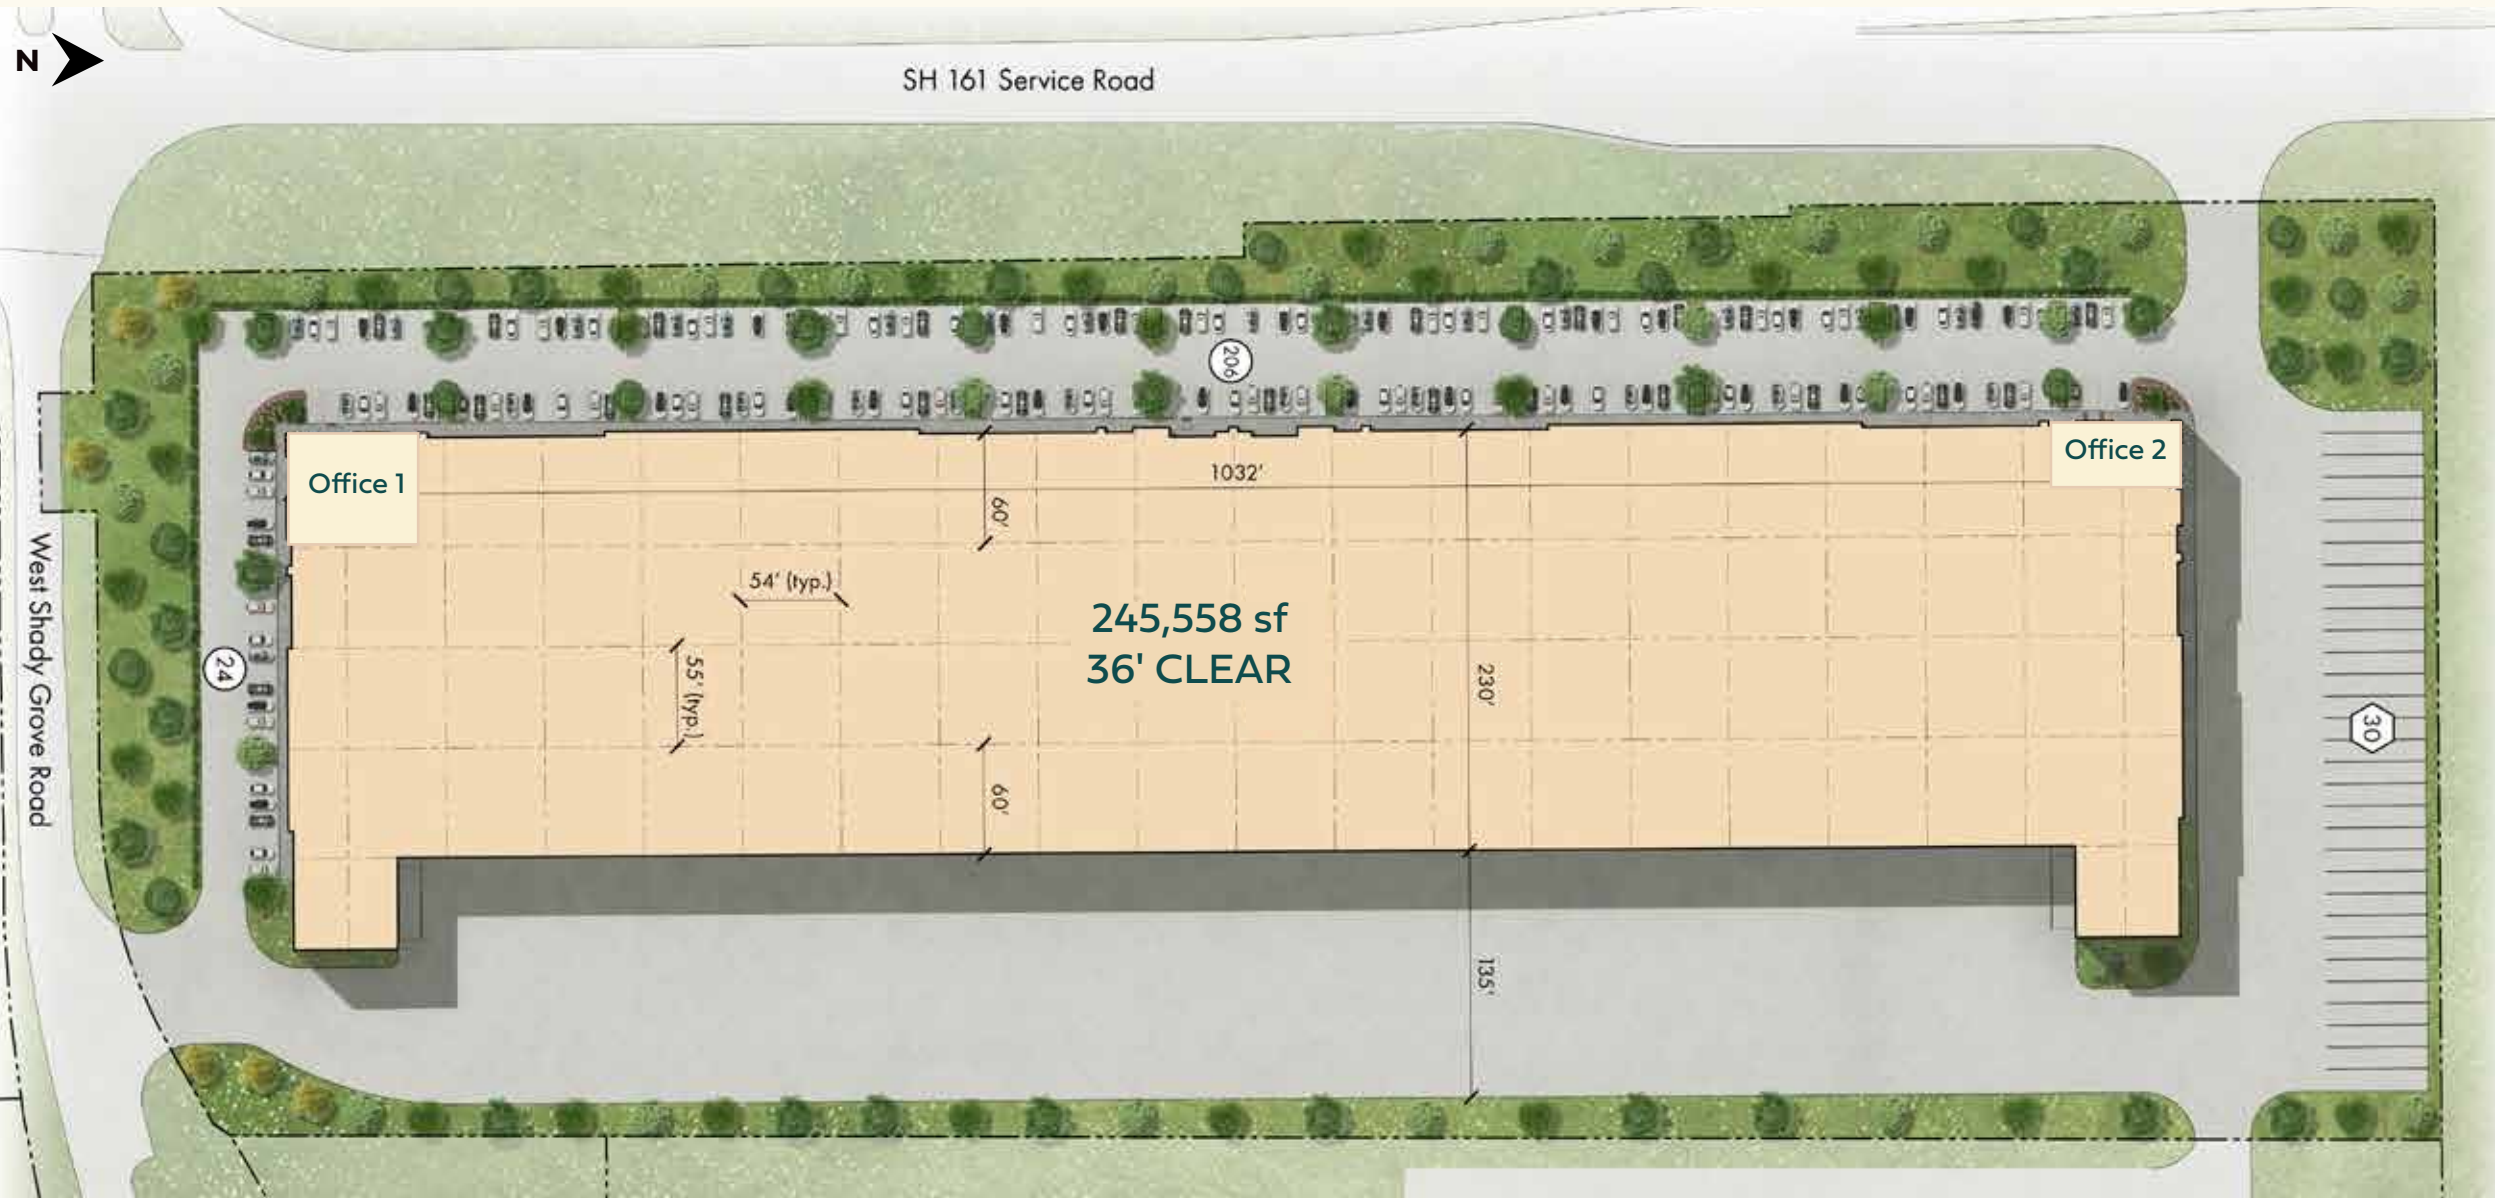 N
SH 161 Service Road
206
Office 1
Office 2
1032'
60'
54' (typ.)
245,558 sf
36' CLEAR
55' (typ.)
230'
24
West Shady Grove Road
30
60'
135'